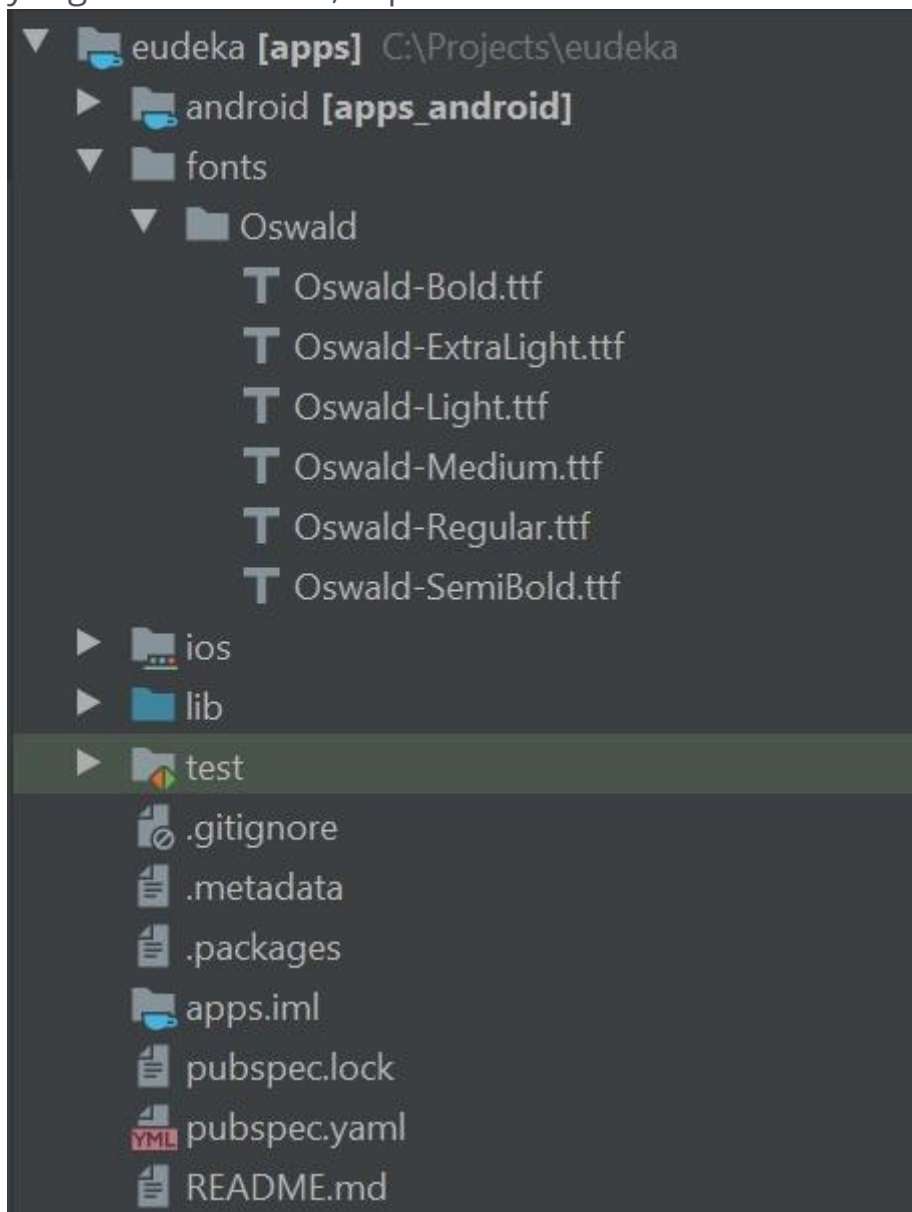 eudeka [apps] C:\Projects\eudeka
android [apps_android]
fonts
Oswald
Oswald-Bold.ttf
Oswald-ExtraLight.ttf
Oswald-Light.ttf
Oswald-Medium.ttf
Oswald-Regular.ttf
Oswald-SemiBold.ttf
ios
lib
test
.gitignore
.metadata
.packages
apps.iml
pubspec.lock
YML pubspec.yaml
README.md